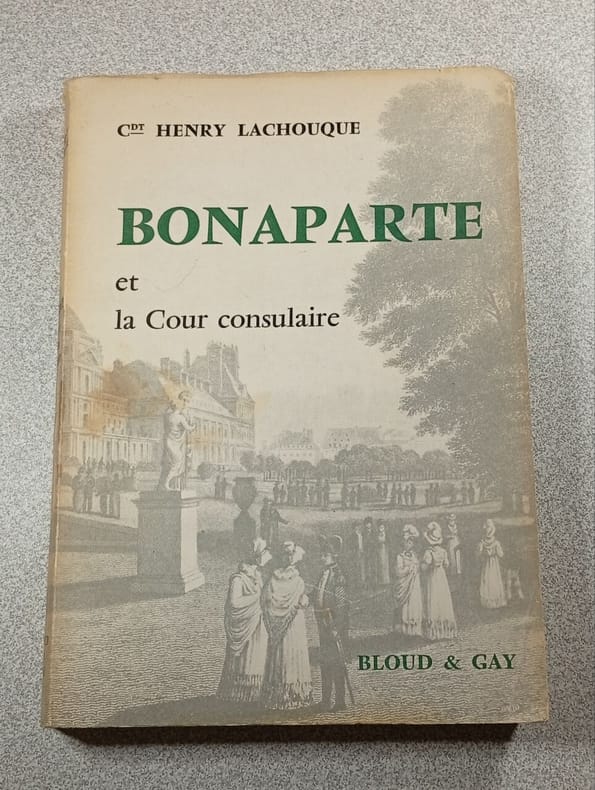 CDT HENRY LACHOUQUE
BONAPARTE
et
la Cour consulaire
BLOUD & GAY